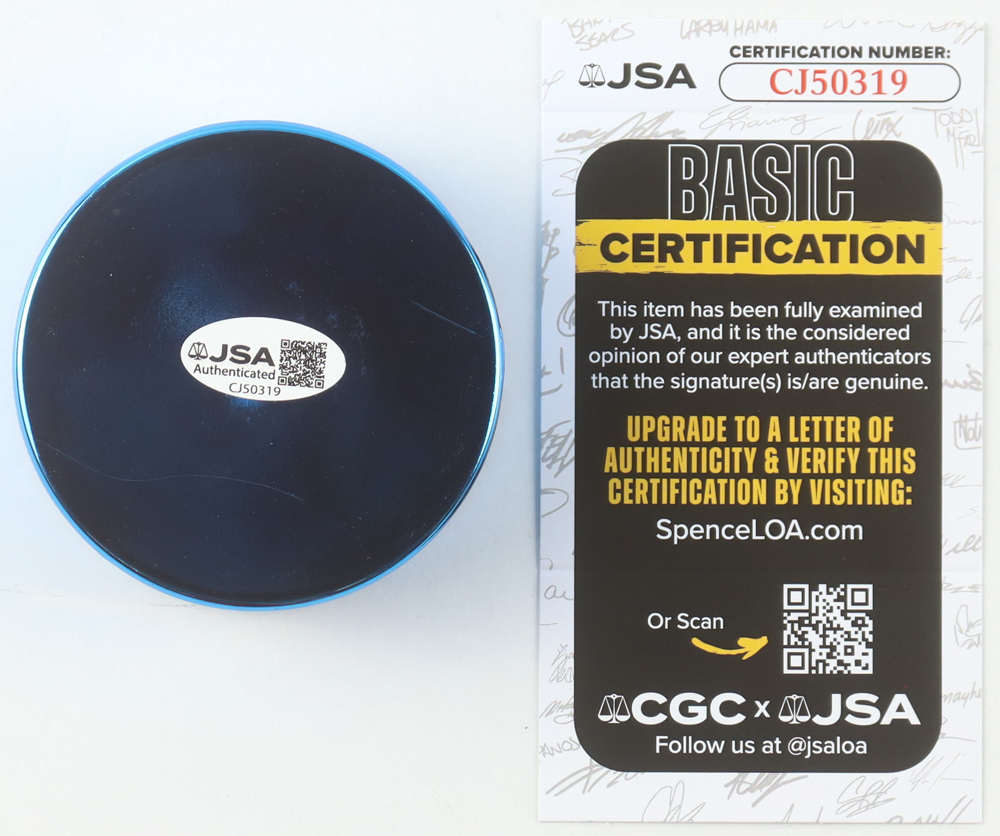 JSA
Authenticated
CJ50319
LARRY HAMA
JSA
CERTIFICATION NUMBER:
CJ50319
BASIC
CERTIFICATION
This item has been fully examined
by JSA, and it is the considered
opinion of our expert authenticators
that the signature(s) is/are genuine.
UPGRADE TO A LETTER OF
AUTHENTICITY & VERIFY THIS
CERTIFICATION BY VISITING:
SpenceLOA.com
Or Scan
CGC x JSA
Follow us at @jsaloa